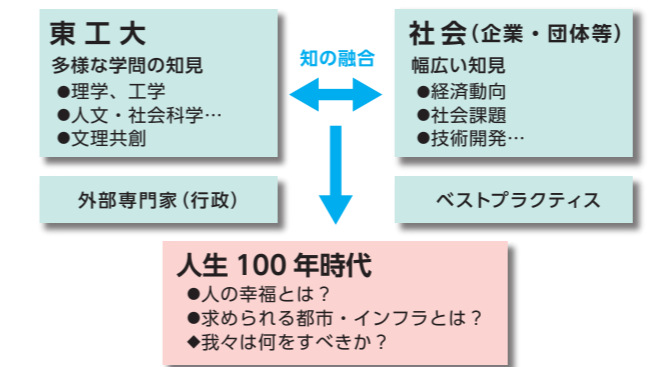 東工大
多様な学問の知見
●理学、工学
●人文・社会科学…
●文理共創
知の融合
社会(企業・団体等)
幅広い知見
●経済動向
●社会課題
●技術開発…
外部専門家(行政)
ベストプラクティス
人生100年時代
●人の幸福とは?
●求められる都市・インフラとは?
◆我々は何をすべきか?